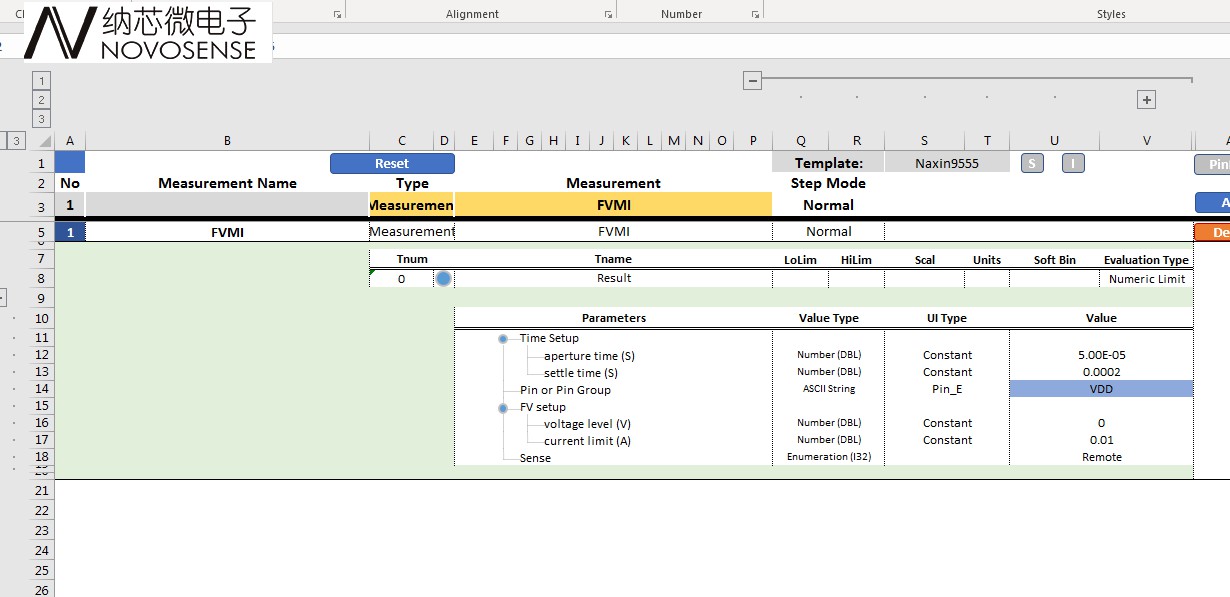 Alignment
Number
Styles
纳芯微电子
NOVOSENSE
1
2
3
3
A B C D E F G H I J K L M N O P Q R S T U V
1 Reset Template: Naxin9555 S I Pin
2 No Measurement Name Type Measurement Step Mode
3 1 Measuremen FVMI Normal A
5 1 FVMI Measurement FVMI Normal De
7 Tnum Tname LoLim HiLim Scal Units Soft Bin Evaluation Type
8 0 Result Numeric Limit
9
10 Parameters Value Type UI Type Value
11 Time Setup
12 aperture time (S) Number (DBL) Constant 5.00E-05
13 settle time (S) Number (DBL) Constant 0.0002
14 Pin or Pin Group ASCII String Pin_E VDD
15 FV setup
16 voltage level (V) Number (DBL) Constant 0
17 current limit (A) Number (DBL) Constant 0.01
18 Sense Enumeration (I32) Remote
21
22
23
24
25
26